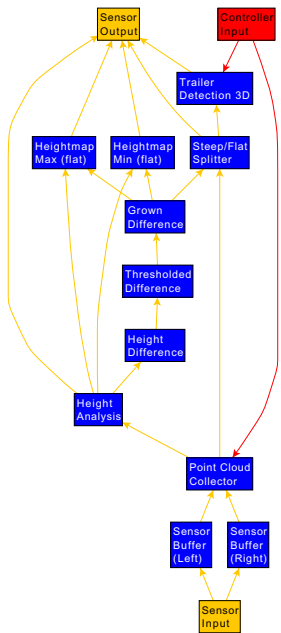 Sensor
Output
Controller
Input
Trailer
Detection 3D
Heightmap
Max (flat)
Heightmap
Min (flat)
Steep/Flat
Splitter
Grown
Difference
Thresholded
Difference
Height
Difference
Height
Analysis
Point Cloud
Collector
Sensor
Buffer
(Left)
Sensor
Buffer
(Right)
Sensor
Input